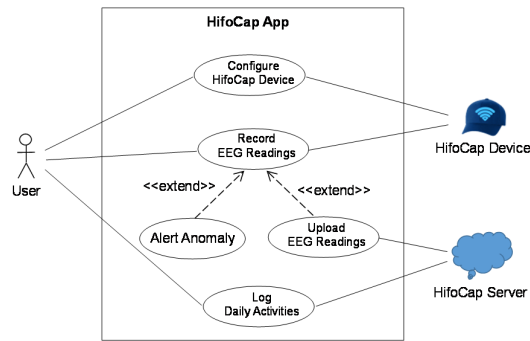 HifoCap App
Configure
HifoCap Device
Record
EEG Readings
HifoCap Device
User
<<extend>>
<<extend>>
Alert Anomaly
Upload
EEG Readings
HifoCap Server
Log
Daily Activities